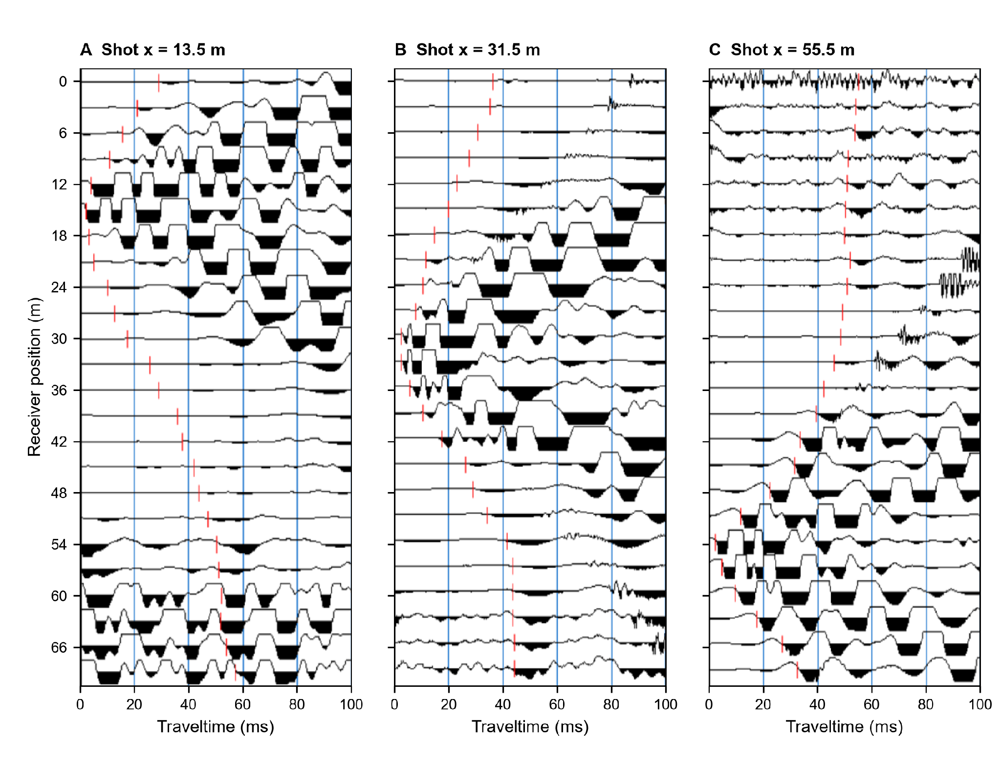 A Shot x = 13.5 m
B Shot x = 31.5 m
C Shot x = 55.5 m
Receiver position (m)
0
6
12
18
24
30
36
42
48
54
60
66
0 20 40 60 80 100
0 20 40 60 80 100
0 20 40 60 80 100
Traveltime (ms)
Traveltime (ms)
Traveltime (ms)